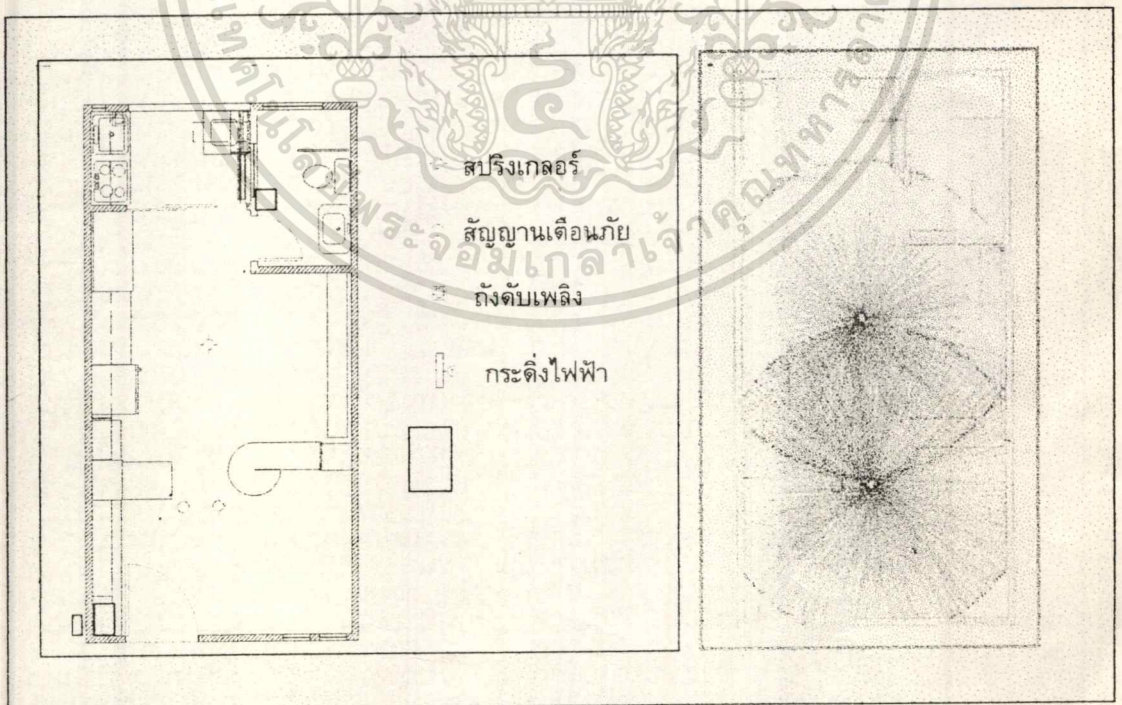 สปริงเกลอร์
สัญญานเตือนภัย
ถังดับเพลิง
กระดิ่งไฟฟ้า